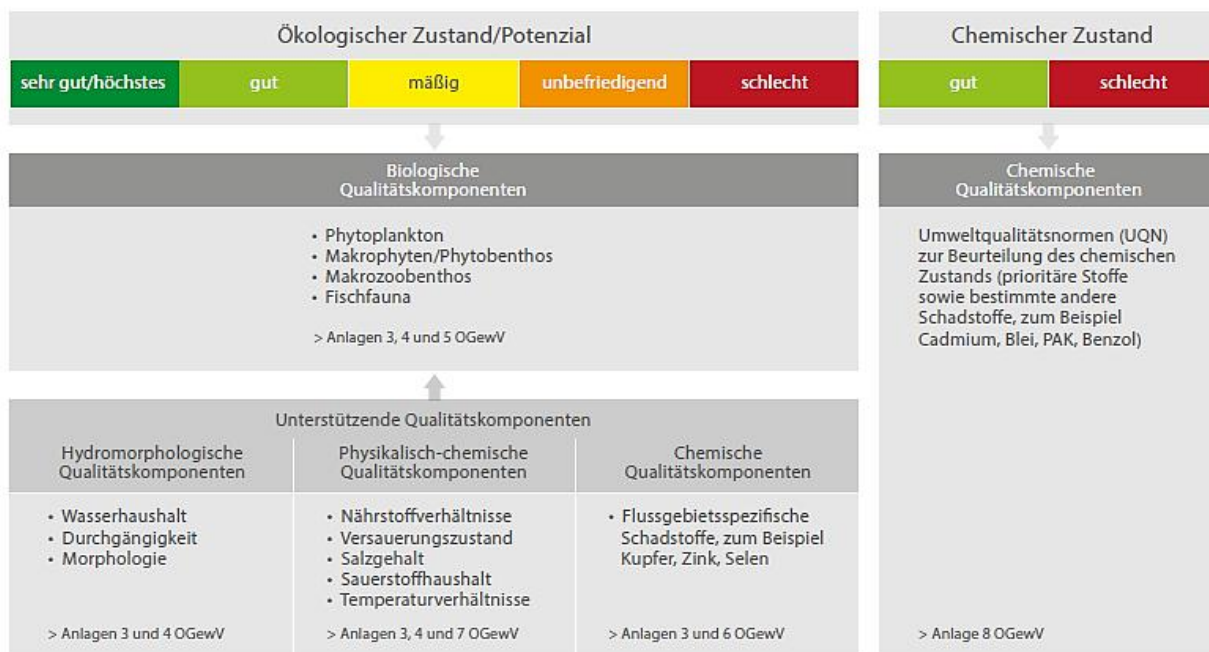 Ökologischer Zustand/Potenzial
sehr gut/höchstes
gut
mäßig
unbefriedigend
schlecht
Biologische
Qualitätskomponenten
• Phytoplankton
• Makrophyten/Phytobenthos
• Makrozoobenthos
• Fischfauna
> Anlagen 3, 4 und 5 OGewV
Unterstützende Qualitätskomponenten
Hydromorphologische
Qualitätskomponenten
• Wasserhaushalt
• Durchgängigkeit
• Morphologie
> Anlagen 3 und 4 OGewV
Physikalisch-chemische
Qualitätskomponenten
• Nährstoffverhältnisse
• Versauerungszustand
• Salzgehalt
• Sauerstoffhaushalt
• Temperaturverhältnisse
> Anlagen 3, 4 und 7 OGewV
Chemische
Qualitätskomponenten
• Flussgebietsspezifische
Schadstoffe, zum Beispiel
Kupfer, Zink, Selen
> Anlagen 3 und 6 OGewV
Chemischer Zustand
gut
schlecht
Chemische
Qualitätskomponenten
Umweltqualitätsnormen (UQN)
zur Beurteilung des chemischen
Zustands (prioritäre Stoffe
sowie bestimmte andere
Schadstoffe, zum Beispiel
Cadmium, Blei, PAK, Benzol)
> Anlage 8 OGewV